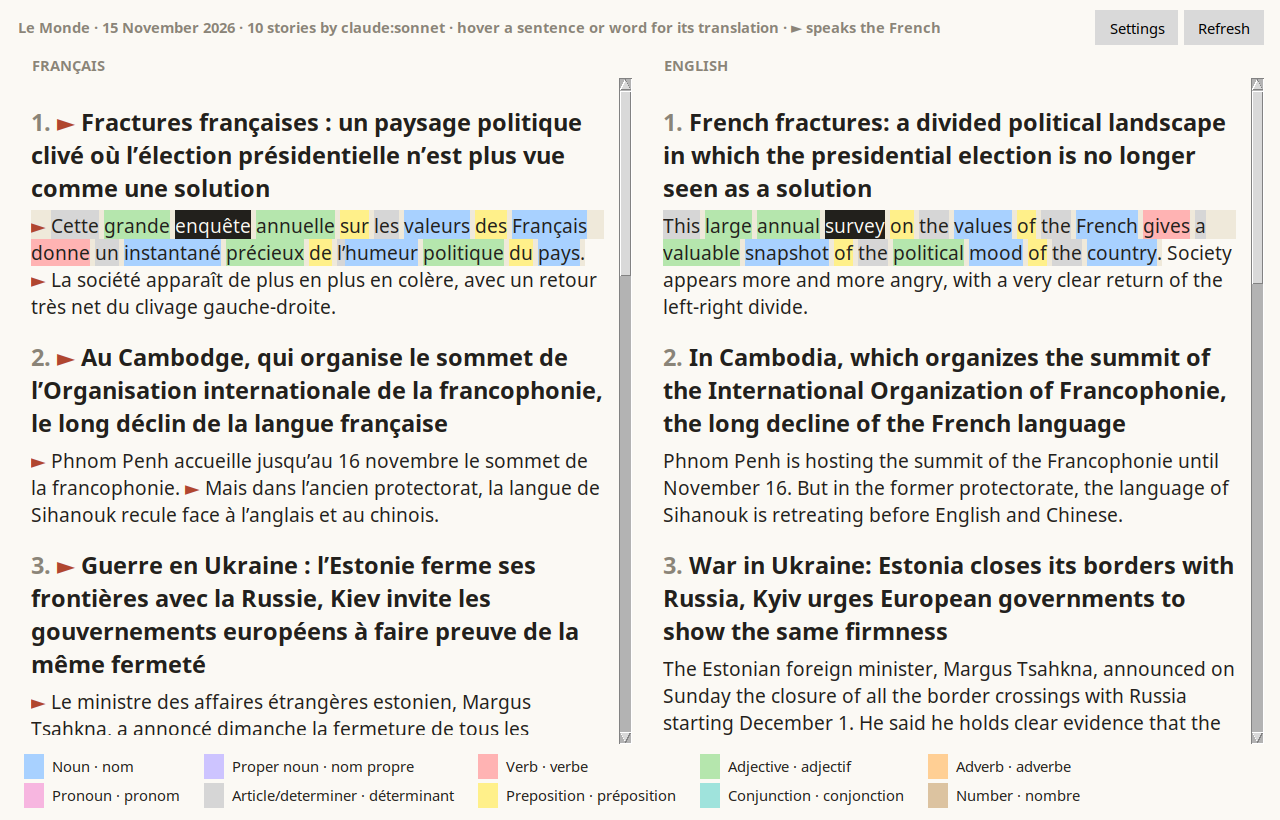 Le Monde · 15 November 2026 · 10 stories by claude:sonnet · hover a sentence or word for its translation · ► speaks the French
Settings
Refresh
FRANÇAIS
1. ► Fractures françaises : un paysage politique
clivé où l’élection présidentielle n’est plus vue
comme une solution
► Cette grande enquête annuelle sur les valeurs des Français
donne un instantané précieux de l’humeur politique du pays.
► La société apparaît de plus en plus en colère, avec un retour
très net du clivage gauche-droite.
2. ► Au Cambodge, qui organise le sommet de
l’Organisation internationale de la francophonie,
le long déclin de la langue française
► Phnom Penh accueille jusqu’au 16 novembre le sommet de
la francophonie. ► Mais dans l’ancien protectorat, la langue de
Sihanouk recule face à l’anglais et au chinois.
3. ► Guerre en Ukraine : l’Estonie ferme ses
frontières avec la Russie, Kiev invite les
gouvernements européens à faire preuve de la
même fermeté
► Le ministre des affaires étrangères estonien, Margus
Tsahkna, a annoncé dimanche la fermeture de tous les
ENGLISH
1. French fractures: a divided political landscape
in which the presidential election is no longer
seen as a solution
This large annual survey on the values of the French gives a
valuable snapshot of the political mood of the country. Society
appears more and more angry, with a very clear return of the
left-right divide.
2. In Cambodia, which organizes the summit of
the International Organization of Francophonie,
the long decline of the French language
Phnom Penh is hosting the summit of the Francophonie until
November 16. But in the former protectorate, the language of
Sihanouk is retreating before English and Chinese.
3. War in Ukraine: Estonia closes its borders with
Russia, Kyiv urges European governments to
show the same firmness
The Estonian foreign minister, Margus Tsahkna, announced on
Sunday the closure of all the border crossings with Russia
starting December 1. He said he holds clear evidence that the
Noun · nom
Proper noun · nom propre
Verb · verbe
Adjective · adjectif
Adverb · adverbe
Pronoun · pronom
Article/determiner · déterminant
Preposition · préposition
Conjunction · conjonction
Number · nombre